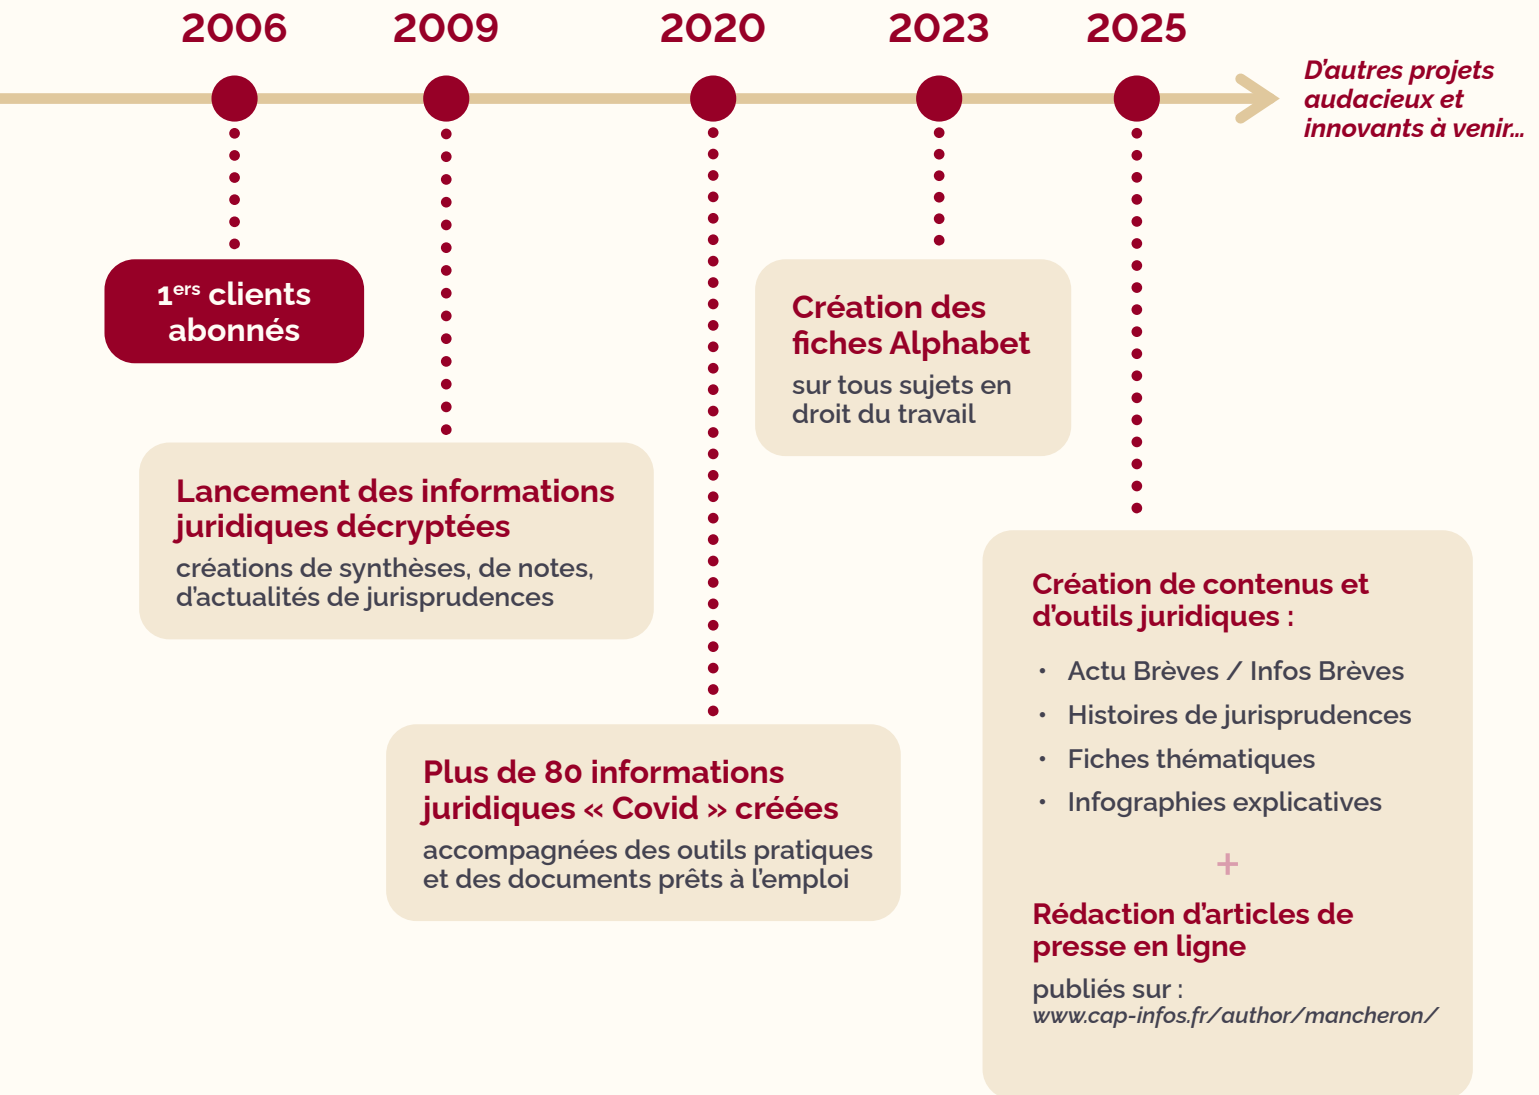 2006
2009
2020
2023
2025
D'autres projets
audacieux et
innovants à venir...
1ers clients
abonnés
Création des
fiches Alphabet
sur tous sujets en
droit du travail
Lancement des informations
juridiques décryptées
créations de synthèses, de notes,
d'actualités de jurisprudences
Plus de 80 informations
juridiques « Covid » créées
accompagnées des outils pratiques
et des documents prêts à l'emploi
Création de contenus et
d'outils juridiques :
• Actu Brèves / Infos Brèves
• Histoires de jurisprudences
• Fiches thématiques
• Infographies explicatives
+
Rédaction d'articles de
presse en ligne
publiés sur :
www.cap-infos.fr/author/mancheron/